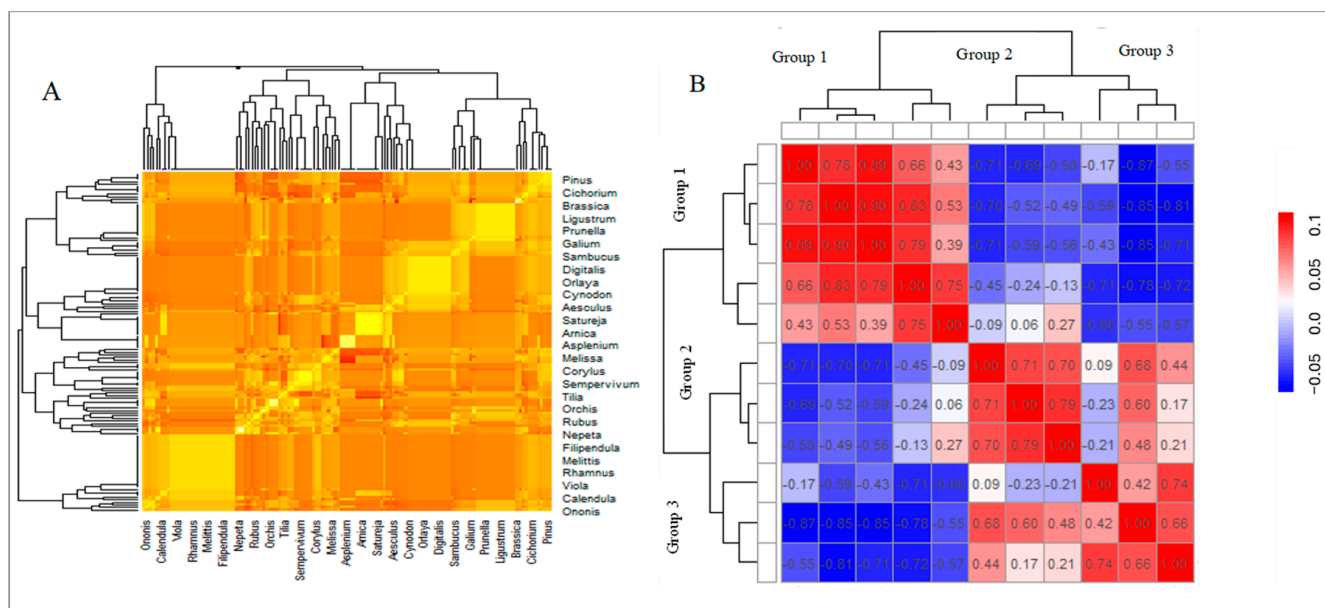 A
Pinus
Cichorium
Brassica
Ligustrum
Prunella
Galium
Sambucus
Digitalis
Orlaya
Cynodon
Aesculus
Satureja
Arnica
Asplenium
Melissa
Corylus
Sempervivum
Tilia
Orchis
Rubus
Nepeta
Filipendula
Melittis
Rhamnus
Viola
Calendula
Ononis
Ononis
Calendula
Viola
Rhamnus
Melittis
Filipendula
Nepeta
Rubus
Orchis
Tilia
Sempervivum
Corylus
Melissa
Asplenium
Arnica
Satureja
Aesculus
Cynodon
Orlaya
Digitalis
Sambucus
Galium
Prunella
Ligustrum
Brassica
Cichorium
Pinus
B
Group 1 Group 2 Group 3
Group 1
Group 2
Group 3
1.00 0.78 0.89 0.66 0.43 -0.71 -0.69 -0.58 -0.17 -0.87 -0.55
0.78 1.00 0.90 0.83 0.53 -0.70 -0.52 -0.49 -0.59 -0.85 -0.81
0.89 0.90 1.00 0.79 0.39 -0.71 -0.59 -0.56 -0.43 -0.85 -0.71
0.66 0.83 0.79 1.00 0.75 -0.45 -0.24 -0.13 -0.71 -0.78 -0.72
0.43 0.53 0.39 0.75 1.00 -0.09 0.06 0.27 -0.68 -0.55 -0.57
-0.71 -0.70 -0.71 -0.45 -0.09 1.00 0.71 0.70 0.09 0.68 0.44
-0.69 -0.52 -0.59 -0.24 0.06 0.71 1.00 0.79 -0.23 0.60 0.17
-0.58 -0.49 -0.56 -0.13 0.27 0.70 0.79 1.00 -0.21 0.48 0.21
-0.17 -0.59 -0.43 -0.71 -0.68 0.09 -0.23 -0.21 1.00 0.42 0.74
-0.87 -0.85 -0.85 -0.78 -0.55 0.68 0.60 0.48 0.42 1.00 0.66
-0.55 -0.81 -0.71 -0.72 -0.57 0.44 0.17 0.21 0.74 0.66 1.00
0.1
0.05
0.0
−0.05